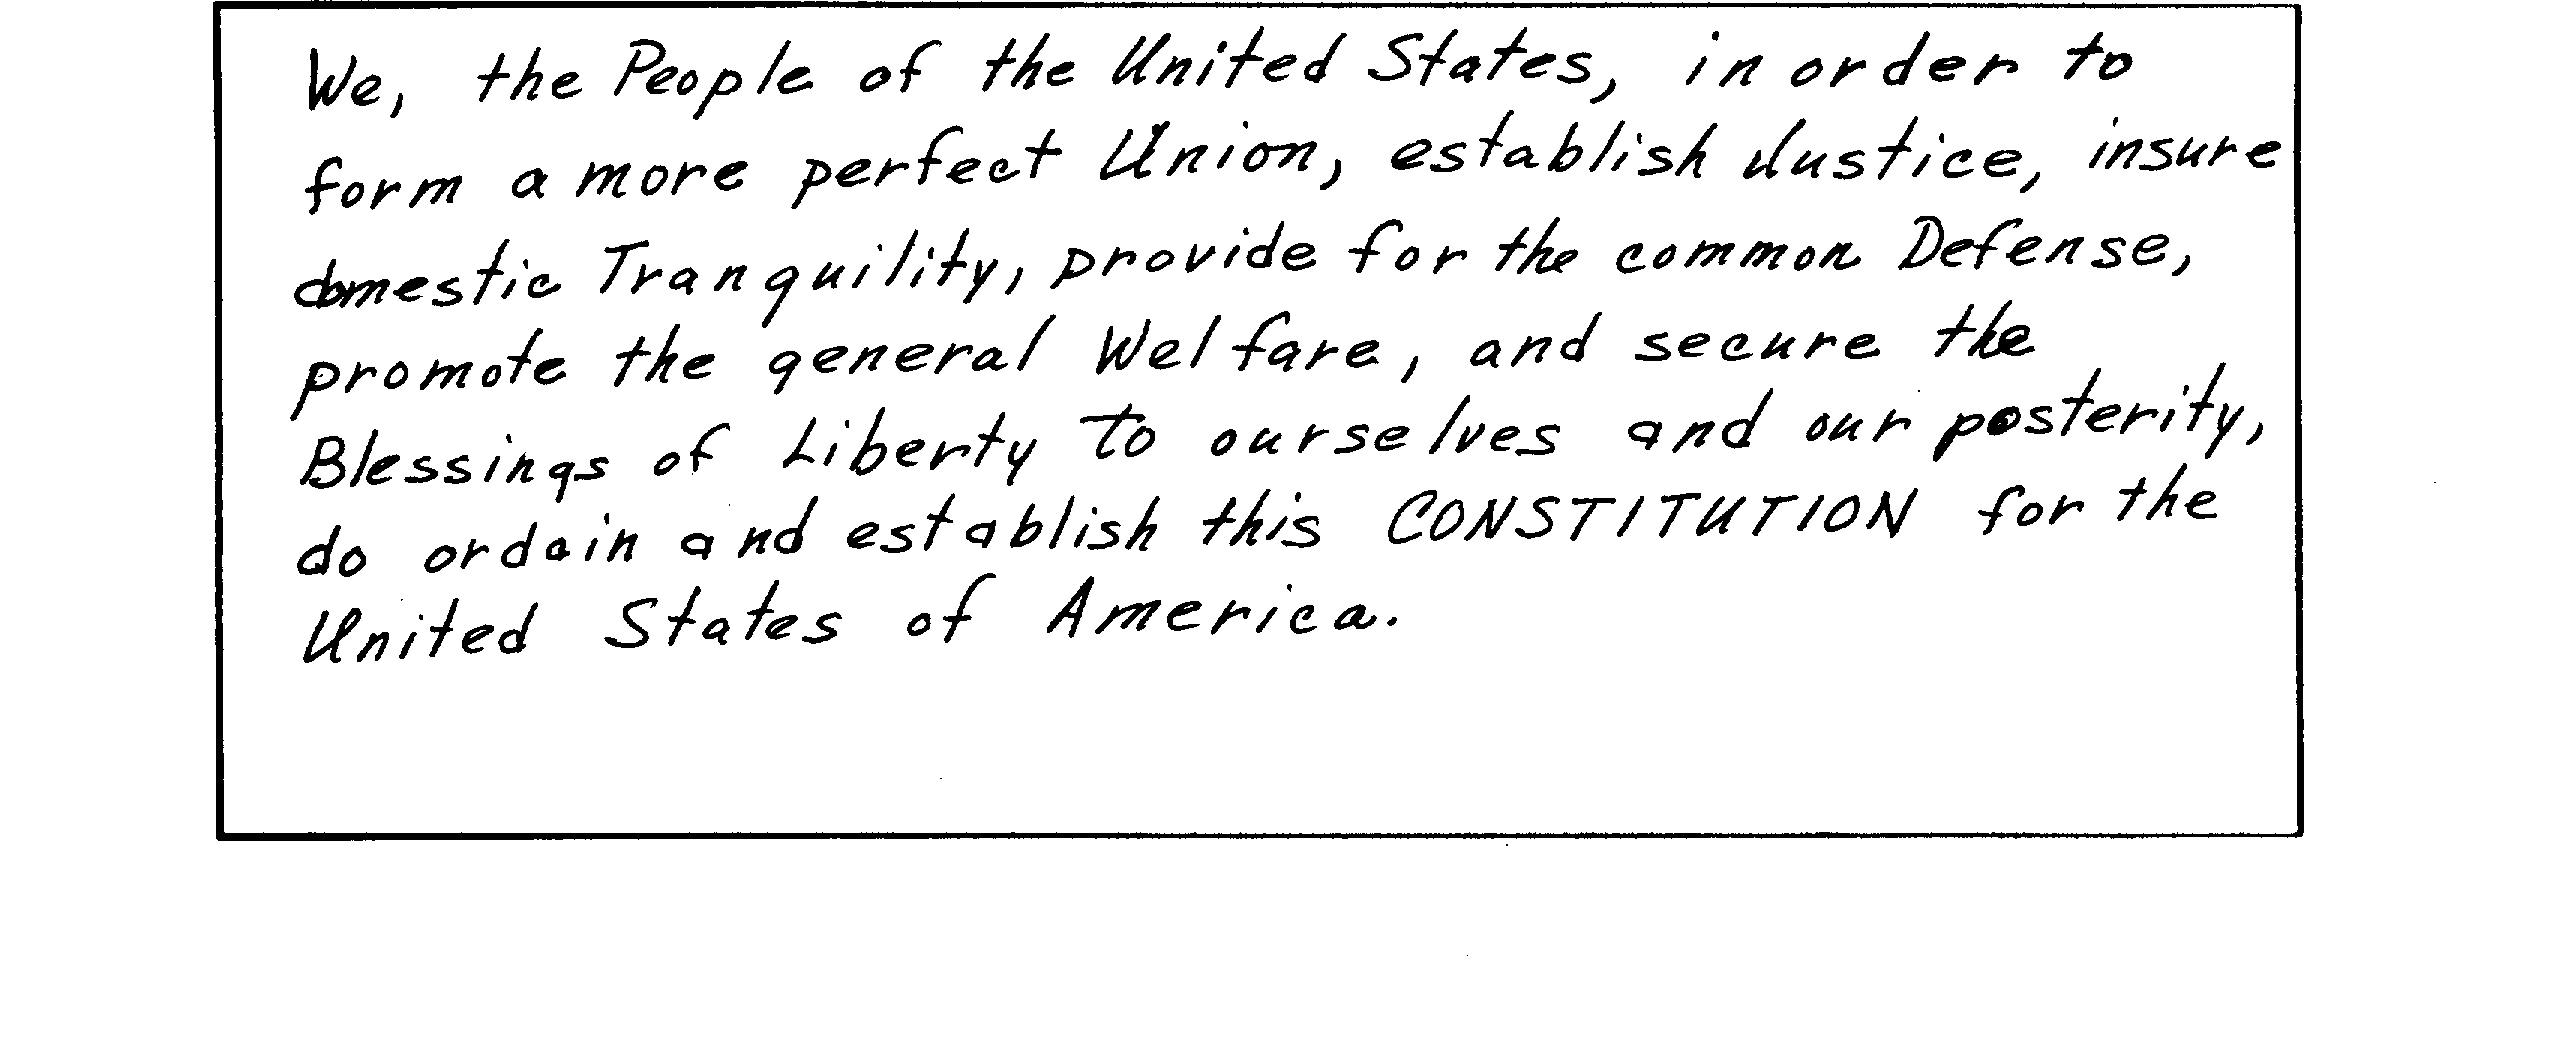 We, the People of the United States, in order to
form a more perfect Union, establish Justice, insure
domestic Tranquility, provide for the common Defense,
promote the general Welfare, and secure the
Blessings of Liberty to ourselves and our posterity,
do ordain and establish this CONSTITUTION for the
United States of America.